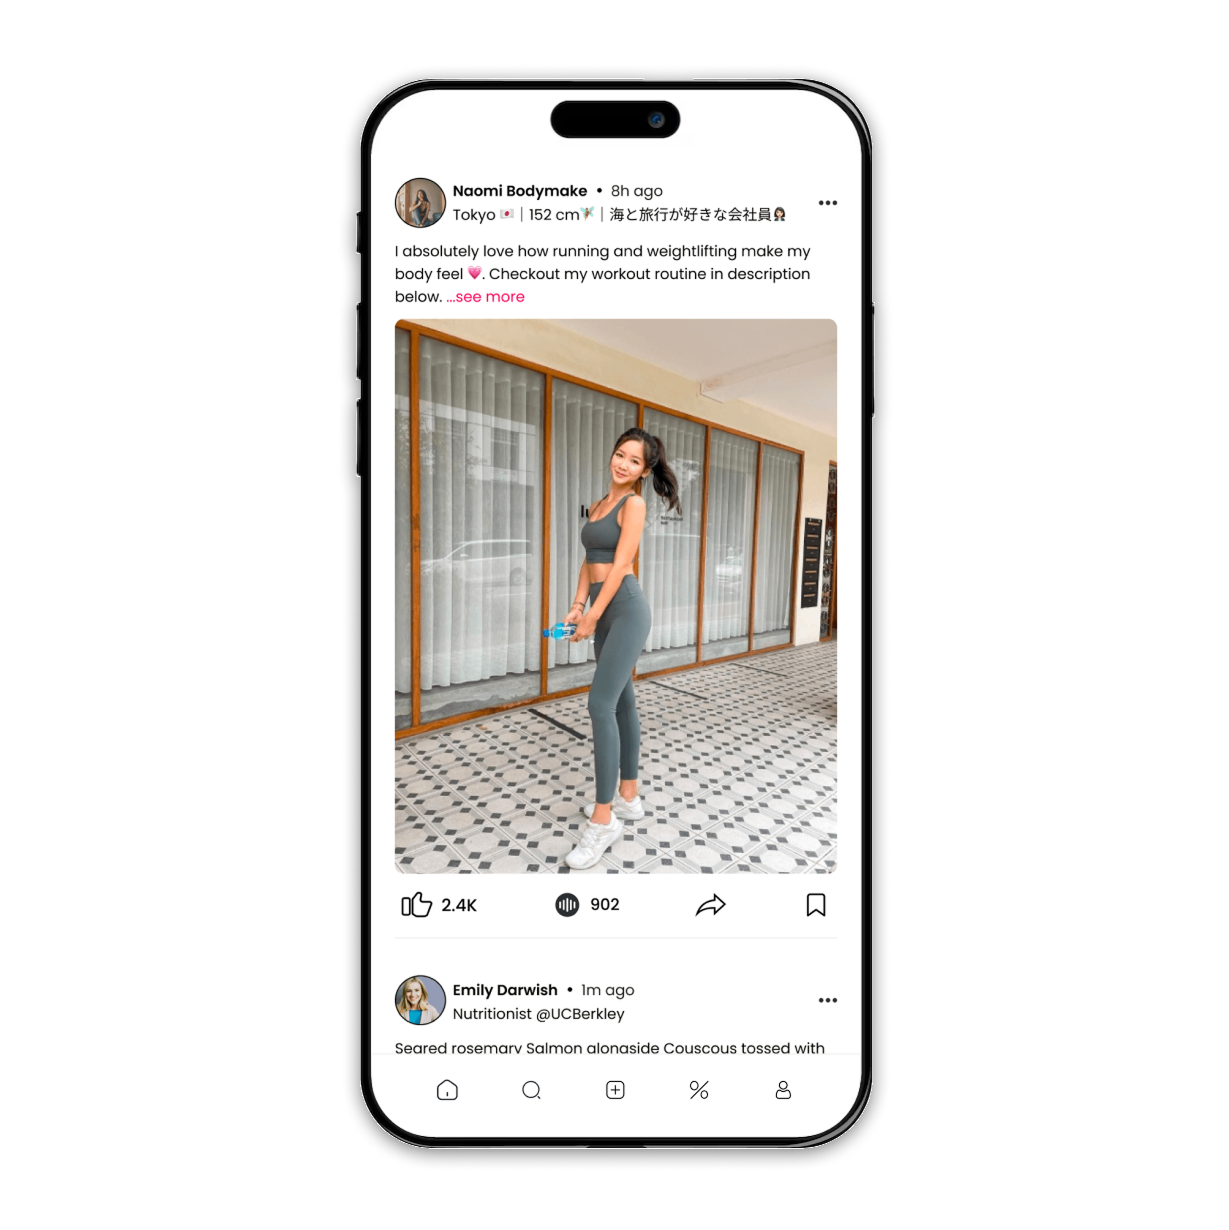 Naomi Bodymake • 8h ago
Tokyo 🇯🇵 | 152 cm🧚 | 海と旅行が好きな会社員👩🏻‍💼
I absolutely love how running and weightlifting make my
body feel 💗. Checkout my workout routine in description
below. ...see more
2.4K
902
Emily Darwish • 1m ago
Nutritionist @UCBerkley
Seared rosemary Salmon alongside Couscous tossed with